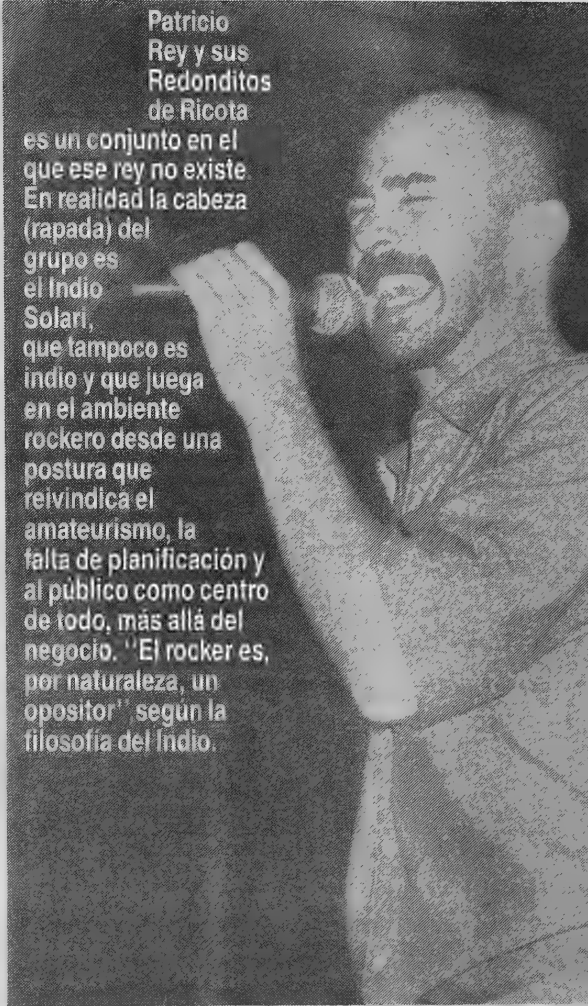 Patricio
Rey y sus
Redonditos
de Ricota
es un conjunto en el
que ese rey no existe
En realidad la cabeza
(rapada) del
grupo es
el Indio
Solari,
que tampoco es
indio y que juega
en el ambiente
rockero desde una
postura que
reivindica el
amateurismo, la
falta de planificación y
al público como centro
de todo, más allá del
negocio. "El rocker es,
por naturaleza, un
opositor" según la
filosofía del Indio.